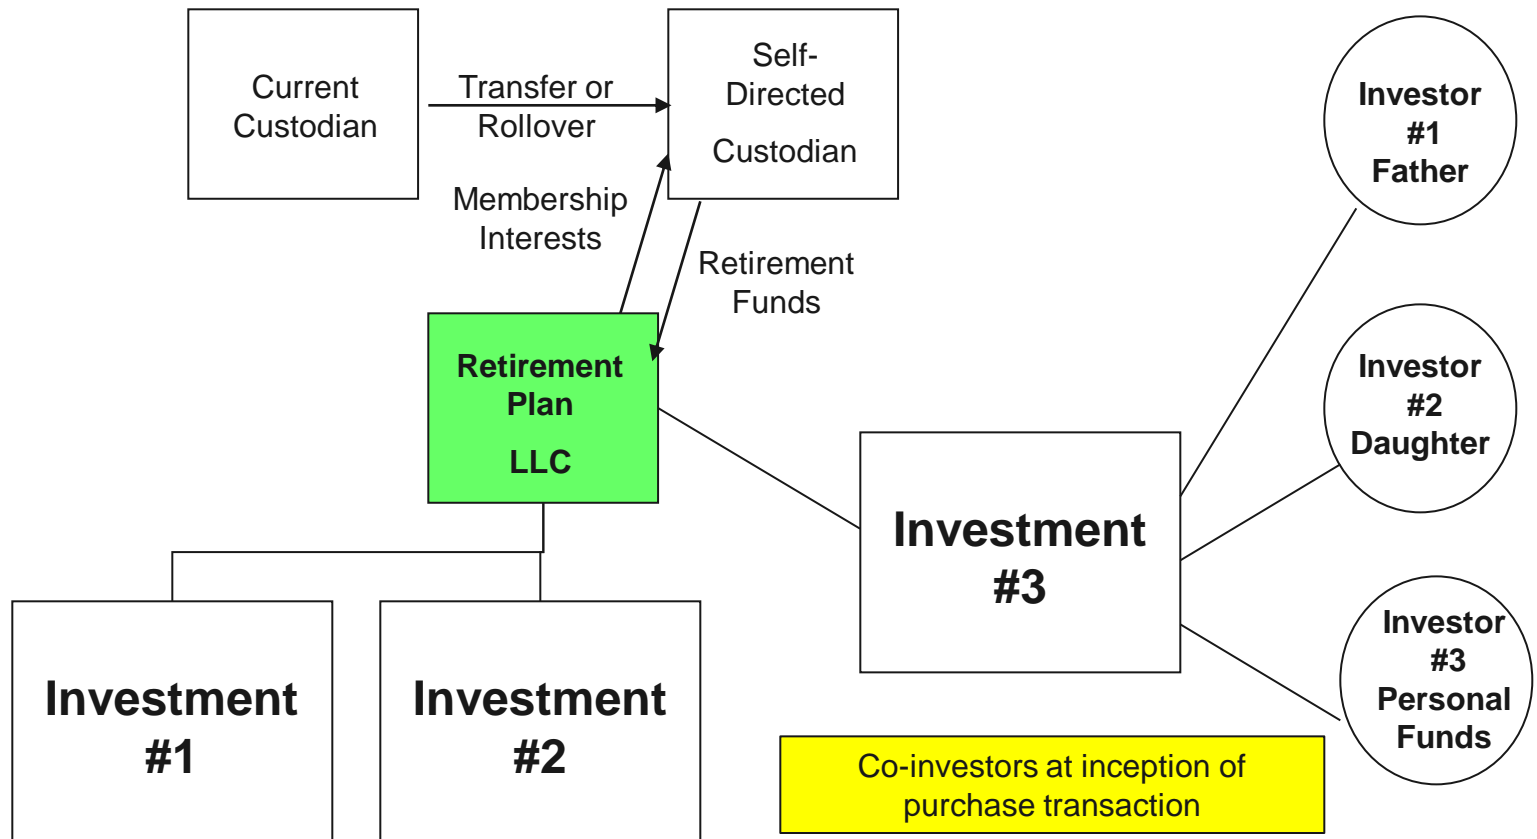 Current
Custodian
Transfer or
Rollover
Self-
Directed
Custodian
Membership
Interests
Retirement
Funds
Retirement
Plan
LLC
Investment
#1
Investment
#2
Investment
#3
Investor
#1
Father
Investor
#2
Daughter
Investor
#3
Personal
Funds
Co-investors at inception of
purchase transaction